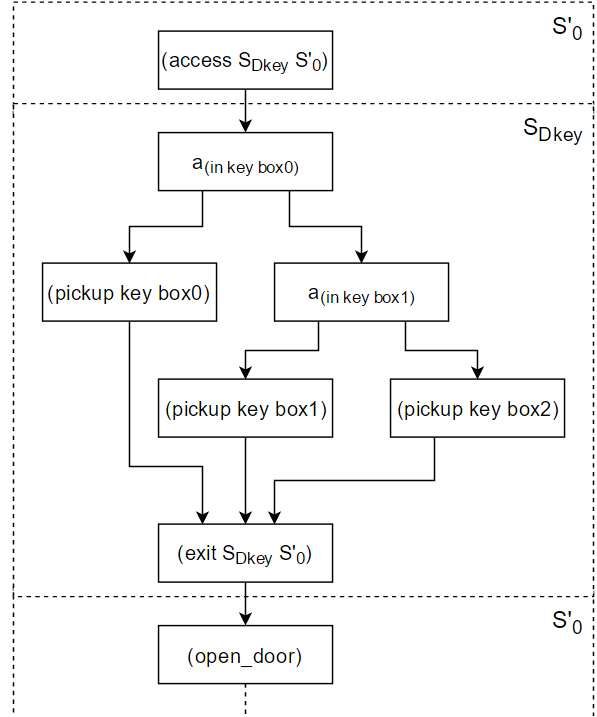 S'0
(access SDkey S'0)
SDkey
a(in key box0)
(pickup key box0)
a(in key box1)
(pickup key box1)
(pickup key box2)
(exit SDkey S'0)
S'0
(open_door)